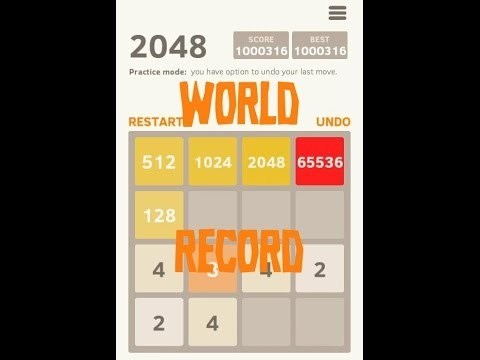 2048
SCORE
1000316
BEST
1000316
Practice mode: you have option to undo your last move.
WORLD
RESTART
UNDO
512 1024 2048 65536
128
RECORD
4 3 4 2
2 4